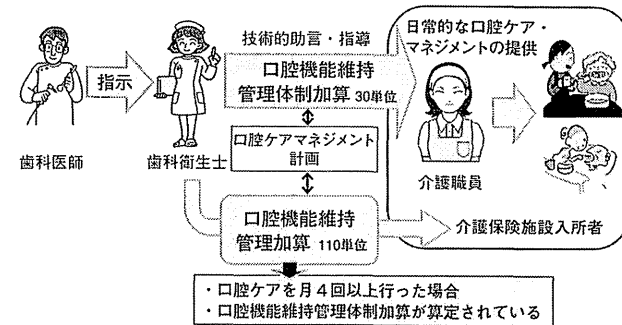 技術的助言・指導
日常的な口腔ケア・
マネジメントの提供
指示
口腔機能維持
管理体制加算 30単位
歯科医師
歯科衛生士
口腔ケアマネジメント
計画
介護職員
口腔機能維持
管理加算 110単位
介護保険施設入所者
・口腔ケアを月4回以上行った場合
・口腔機能維持管理体制加算が算定されている